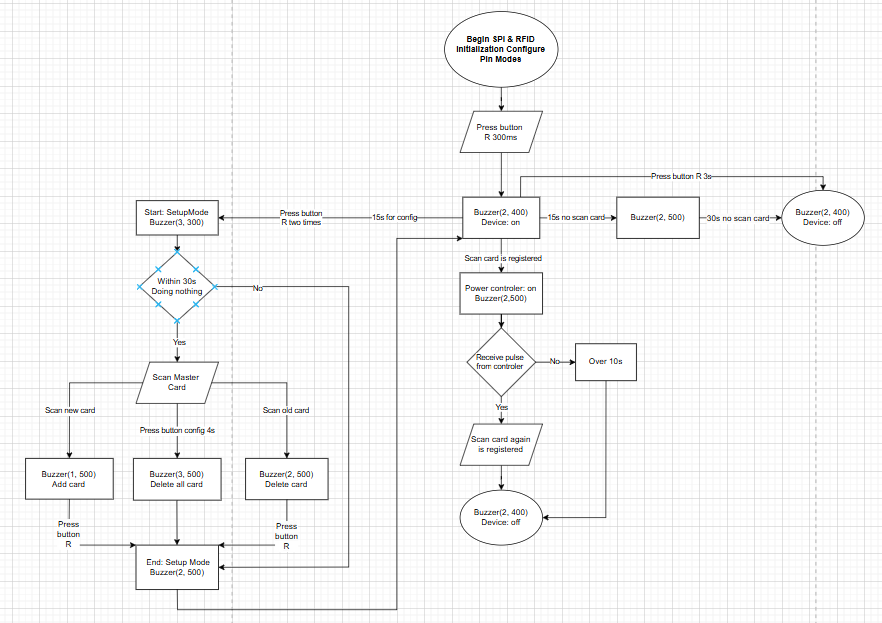 Begin SPI & RFID
Initialization Configure
Pin Modes
Press button
R 300ms
Press button R 3s
Start: SetupMode
Buzzer(3, 300)
Press button
R two times
15s for config
Buzzer(2, 400)
Device: on
15s no scan card
Buzzer(2, 500)
30s no scan card
Buzzer(2, 400)
Device: off
Scan card is registered
Within 30s
Doing nothing
No
Power controler: on
Buzzer(2,500)
Yes
Receive pulse
from controler
No
Over 10s
Scan Master
Card
Yes
Scan new card
Press button config 4s
Scan old card
Scan card again
is registered
Buzzer(1, 500)
Add card
Buzzer(3, 500)
Delete all card
Buzzer(2, 500)
Delete card
Buzzer(2, 400)
Device: off
Press
button
R
Press
button
R
End: Setup Mode
Buzzer(2, 500)